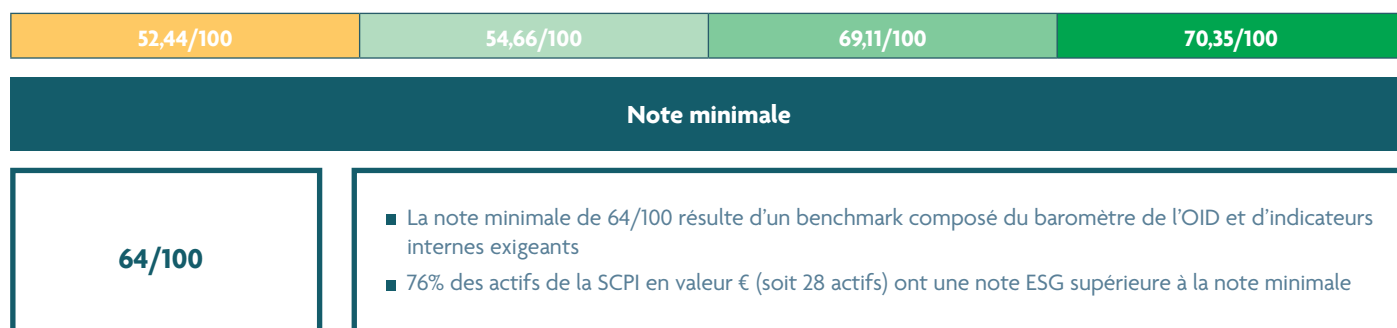 52,44/100 54,66/100 69,11/100 70,35/100
Note minimale
64/100
■ La note minimale de 64/100 résulte d'un benchmark composé du baromètre de l'OID et d'indicateurs
internes exigeants
■ 76% des actifs de la SCPI en valeur € (soit 28 actifs) ont une note ESG supérieure à la note minimale